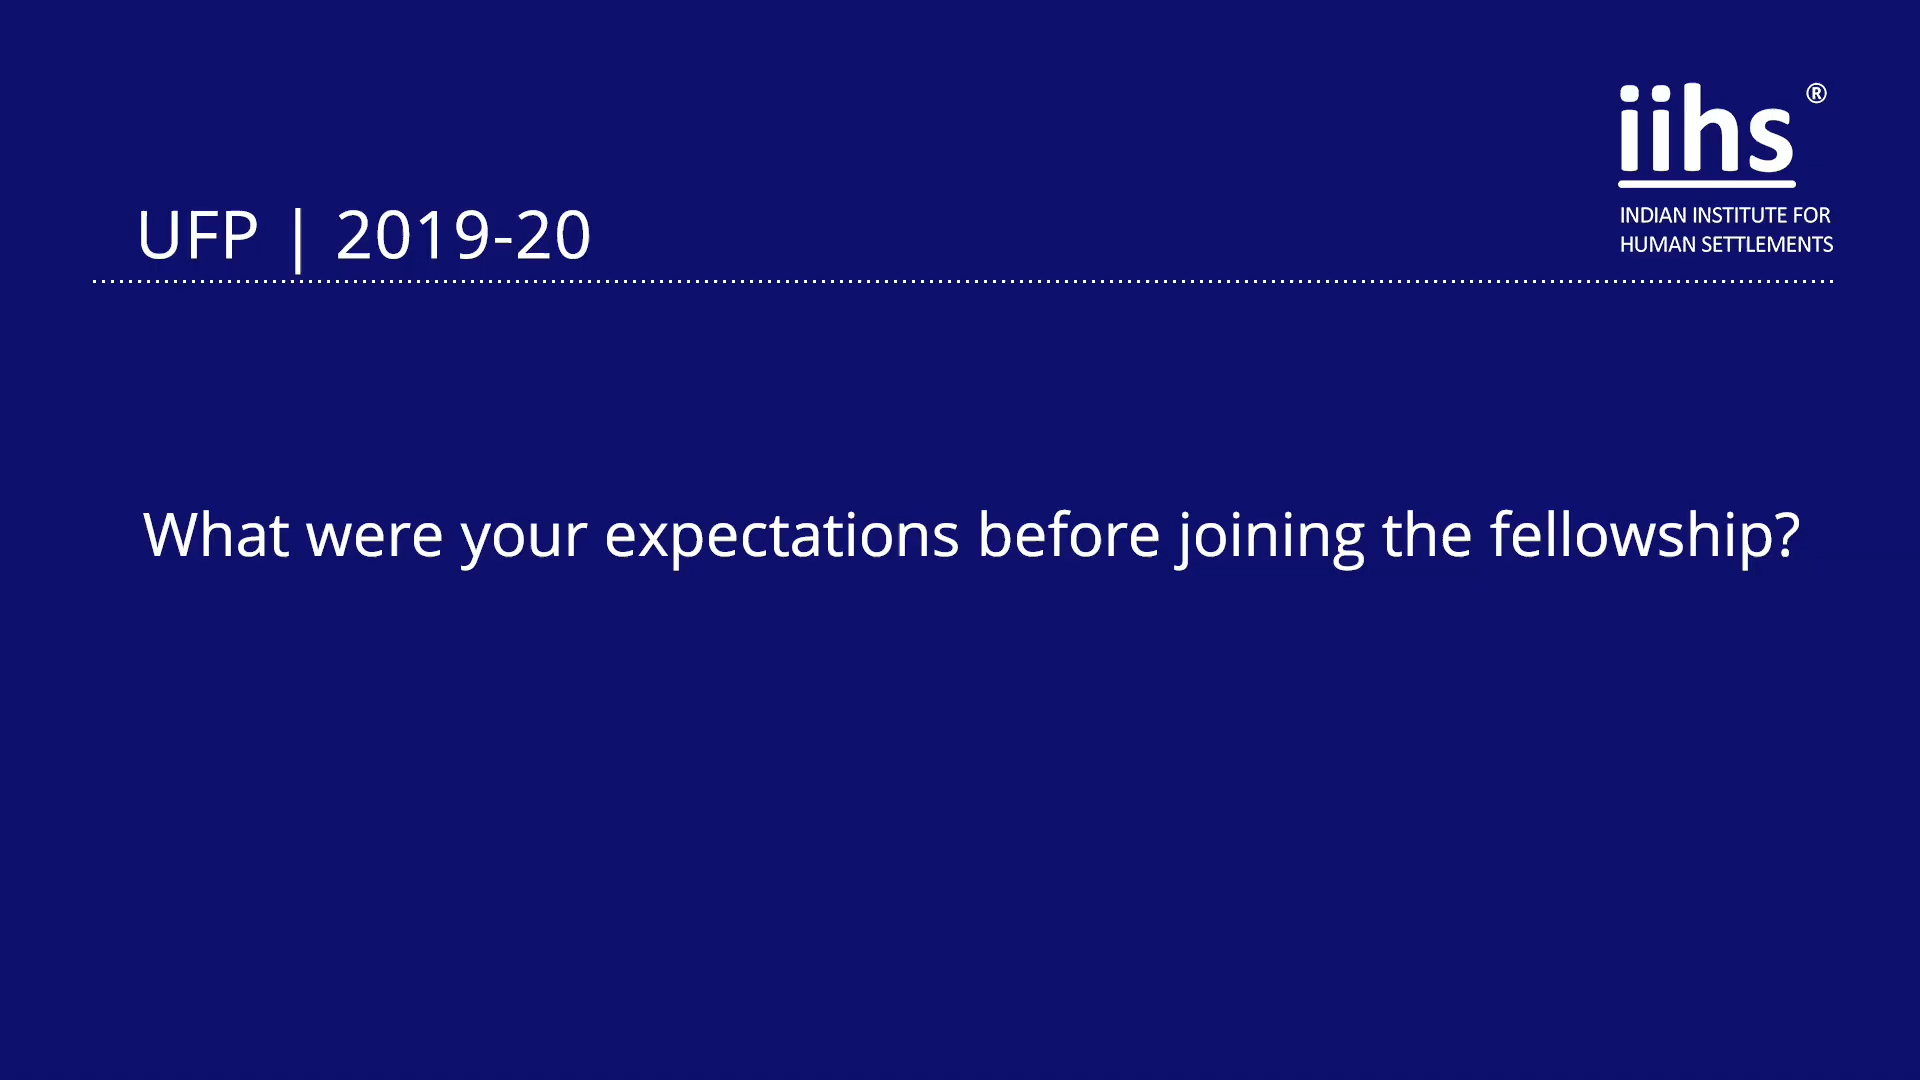 iihs®
INDIAN INSTITUTE FOR
HUMAN SETTLEMENTS
UFP | 2019-20
What were your expectations before joining the fellowship?